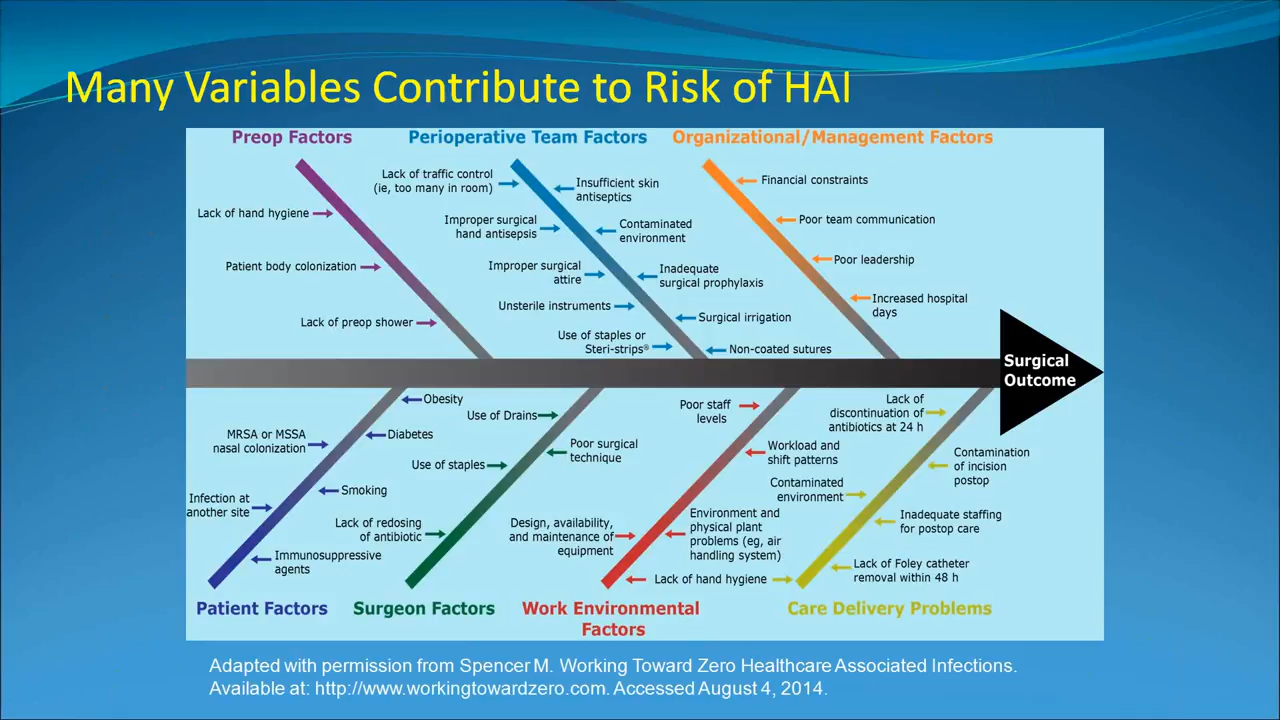 Many Variables Contribute to Risk of HAI
Preop Factors
Perioperative Team Factors
Organizational/Management Factors
Lack of hand hygiene
Patient body colonization
Lack of preop shower
Lack of traffic control
(ie, too many in room)
Improper surgical
hand antisepsis
Improper surgical
attire
Unsterile instruments
Use of staples or
Steri-strips®
Insufficient skin
antiseptics
Contaminated
environment
Inadequate
surgical prophylaxis
Surgical irrigation
Non-coated sutures
Financial constraints
Poor team communication
Poor leadership
Increased hospital
days
Surgical
Outcome
Obesity
MRSA or MSSA
nasal colonization
Diabetes
Smoking
Infection at
another site
Immunosuppressive
agents
Use of Drains
Poor surgical
technique
Use of staples
Lack of redosing
of antibiotic
Poor staff
levels
Workload and
shift patterns
Design, availability,
and maintenance of
equipment
Environment and
physical plant
problems (eg, air
handling system)
Lack of hand hygiene
Lack of
discontinuation of
antibiotics at 24 h
Contamination
of incision
postop
Contaminated
environment
Inadequate staffing
for postop care
Lack of Foley catheter
removal within 48 h
Patient Factors
Surgeon Factors
Work Environmental
Factors
Care Delivery Problems
Adapted with permission from Spencer M. Working Toward Zero Healthcare Associated Infections.
Available at: http://www.workingtowardzero.com. Accessed August 4, 2014.